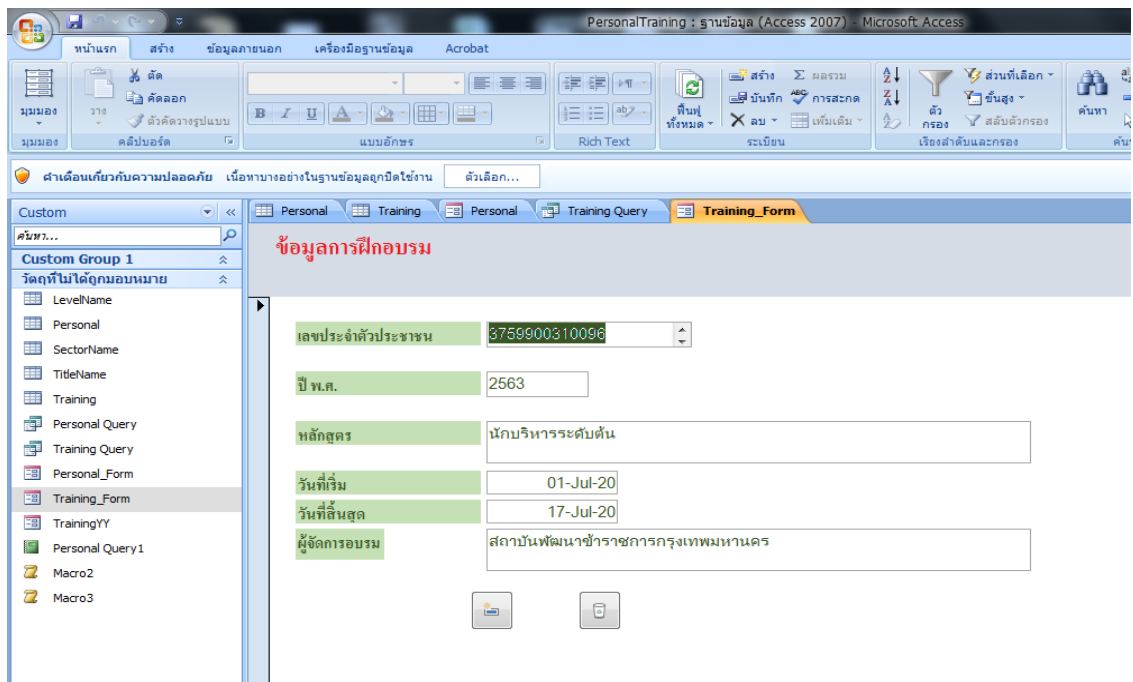 PersonalTraining : ฐานข้อมูล (Access 2007) - Microsoft Access
หน้าแรก สร้าง ข้อมูลภายนอก เครื่องมือฐานข้อมูล Acrobat
มุมมอง
มุมมอง
วาง
ตัด
คัดลอก
ตัวคัดวางรูปแบบ
คลิปบอร์ด
B I U A
แบบอักษร
Rich Text
ฟื้นฟู
ทั้งหมด
สร้าง
บันทึก
ลบ
ผลรวม
การสะกด
เพิ่มเติม
ระเบียน
ตัว
กรอง
ส่วนที่เลือก
ขั้นสูง
สลับตัวกรอง
เรียงลำดับและกรอง
ค้นหา
คำเตือนเกี่ยวกับความปลอดภัย เนื้อหาบางอย่างในฐานข้อมูลถูกปิดใช้งาน ตัวเลือก...
Custom
ค้นหา...
Custom Group 1
วัตถุที่ไม่ได้ถูกมอบหมาย
LevelName
Personal
SectorName
TitleName
Training
Personal Query
Training Query
Personal_Form
Training_Form
TrainingYY
Personal Query1
Macro2
Macro3
Personal Training Personal Training Query Training_Form
ข้อมูลการฝึกอบรม
เลขประจำตัวประชาชน 3759900310096
ปี พ.ศ. 2563
หลักสูตร นักบริหารระดับต้น
วันที่เริ่ม 01-Jul-20
วันที่สิ้นสุด 17-Jul-20
ผู้จัดการอบรม สถาบันพัฒนาข้าราชการกรุงเทพมหานคร